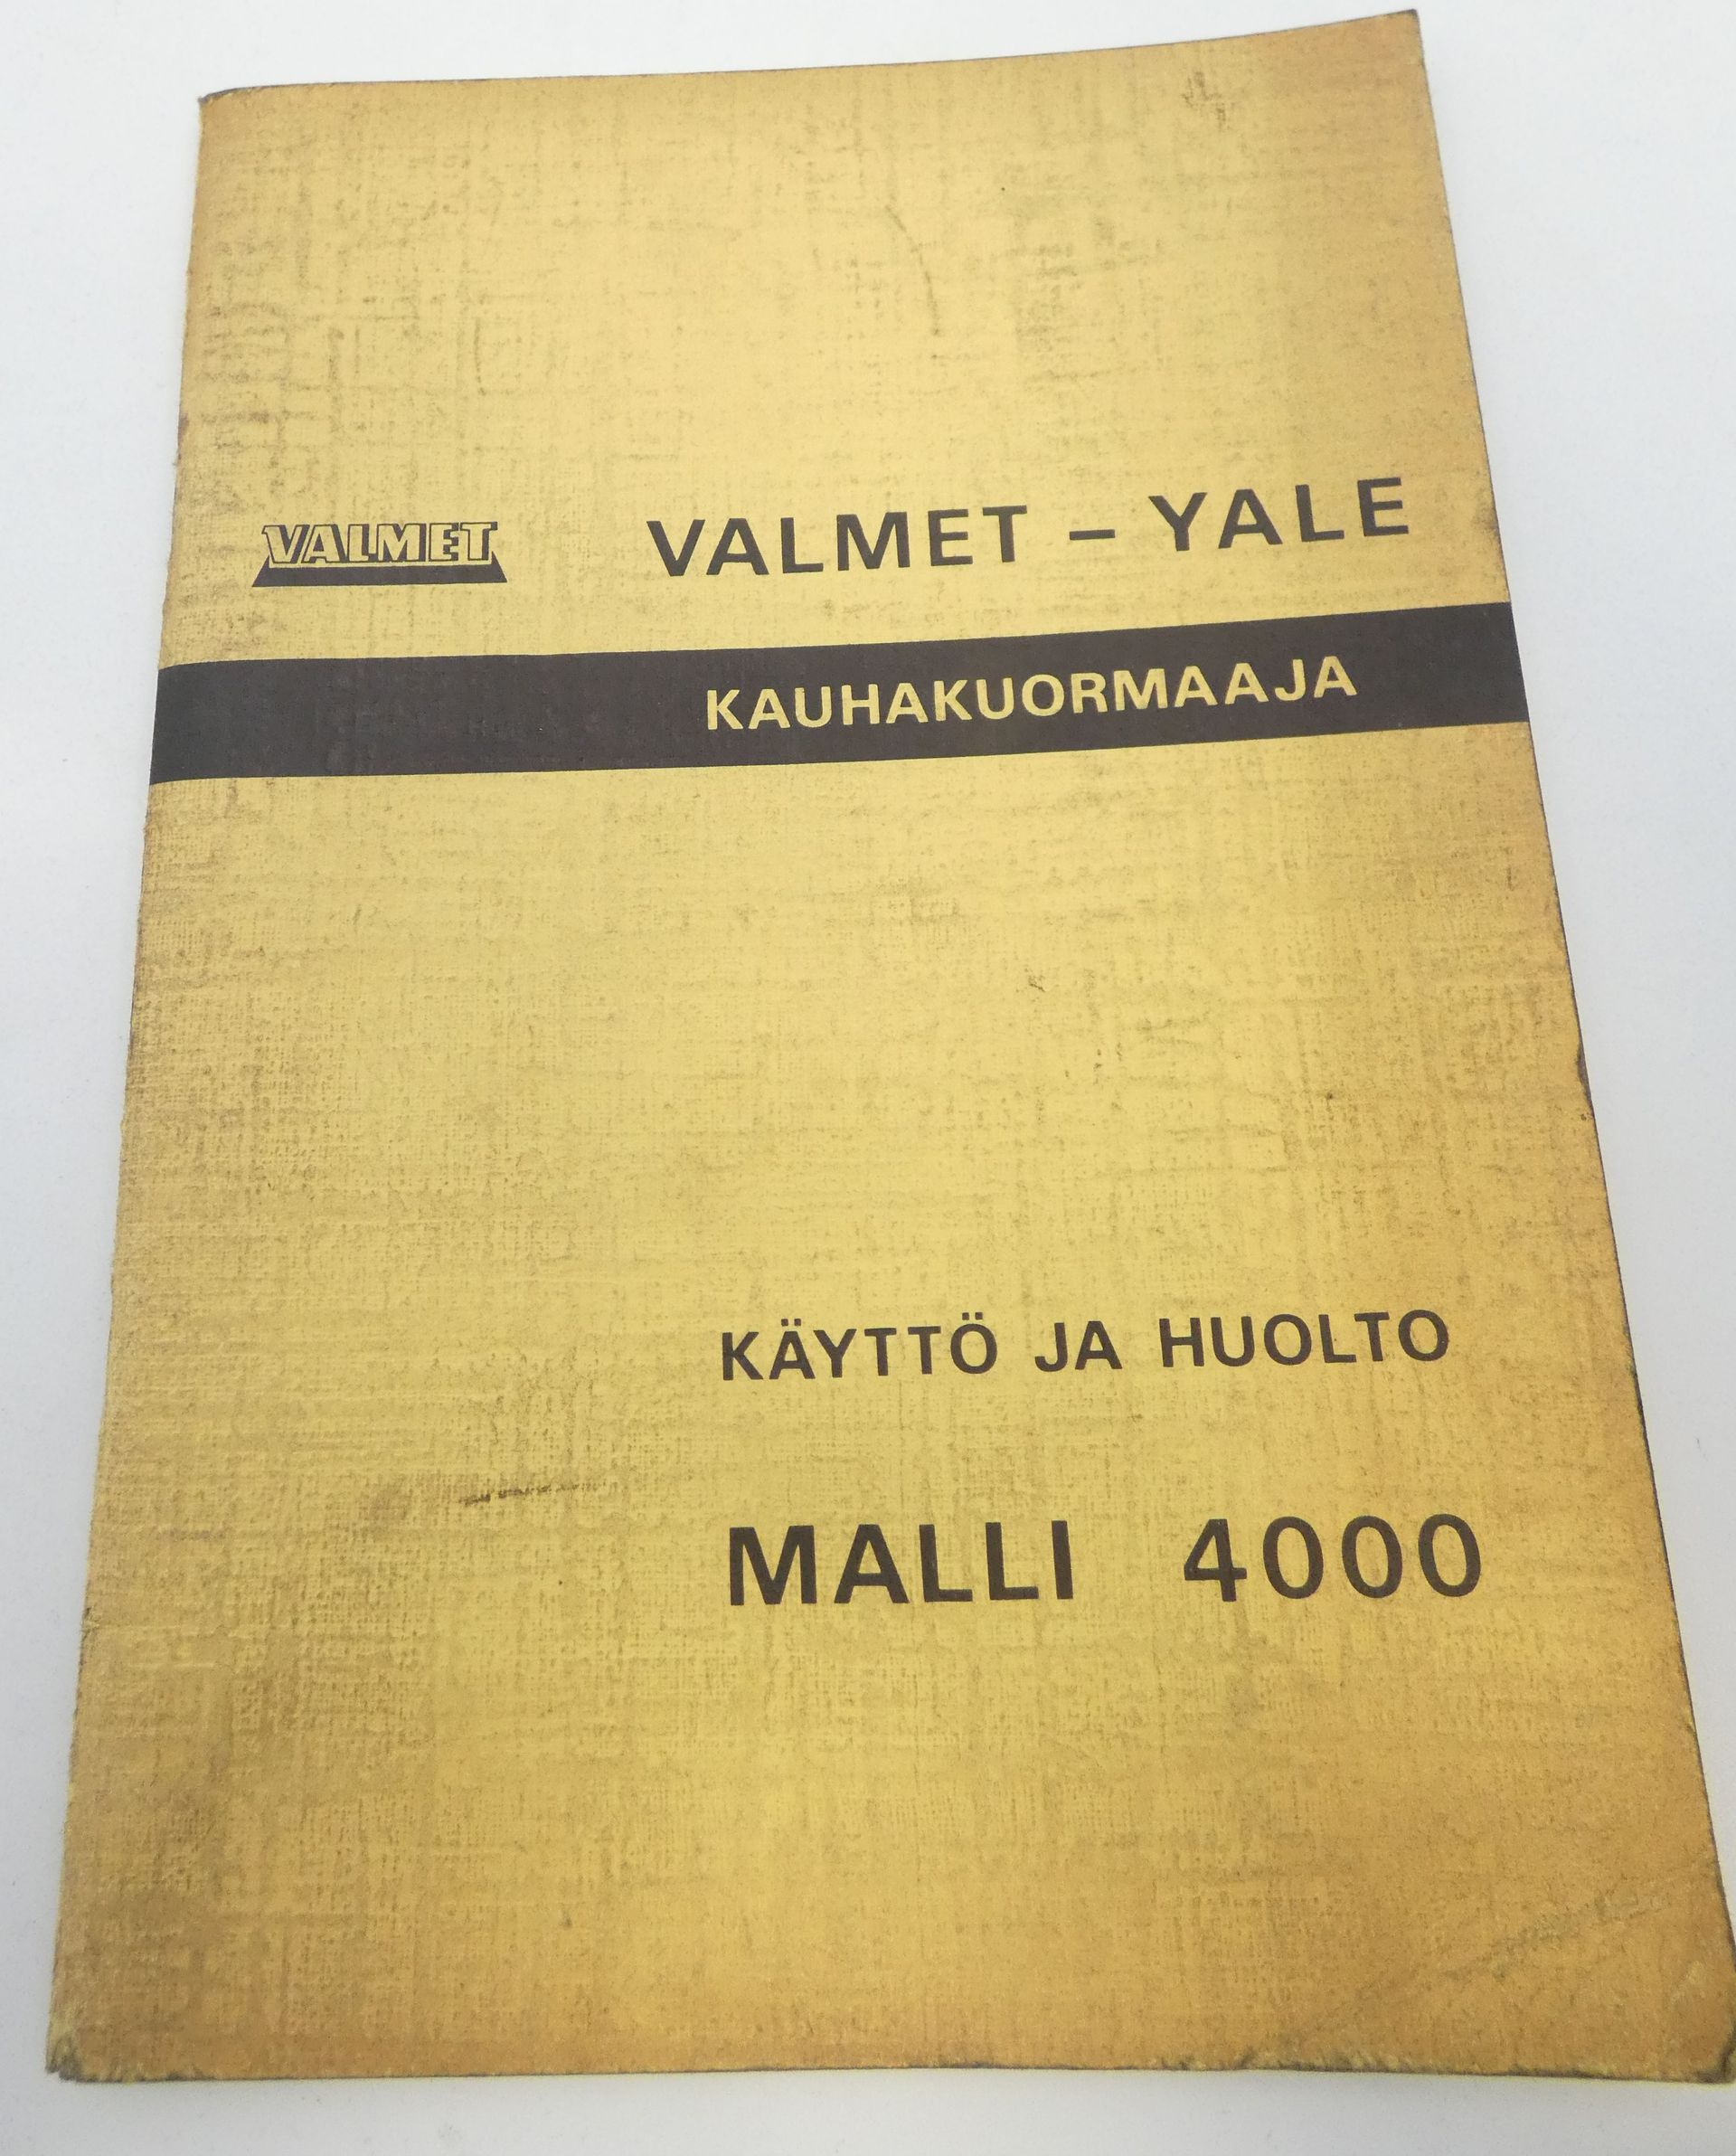 VALMET
VALMET – YALE
KAUHAKUORMAAJA
KÄYTTÖ JA HUOLTO
MALLI 4000